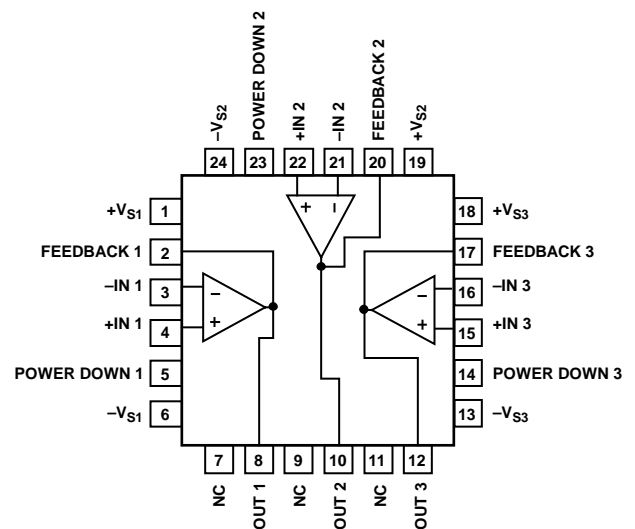 –VS2
POWER DOWN 2
+IN 2
–IN 2
FEEDBACK 2
+VS2
24
23
22
21
20
19
+VS1
1
FEEDBACK 1
2
–IN 1
3
+IN 1
4
POWER DOWN 1
5
–VS1
6
+ –
–
+
–
+
18
+VS3
17
FEEDBACK 3
16
–IN 3
15
+IN 3
14
POWER DOWN 3
13
–VS3
7
8
9
10
11
12
NC
OUT 1
NC
OUT 2
NC
OUT 3